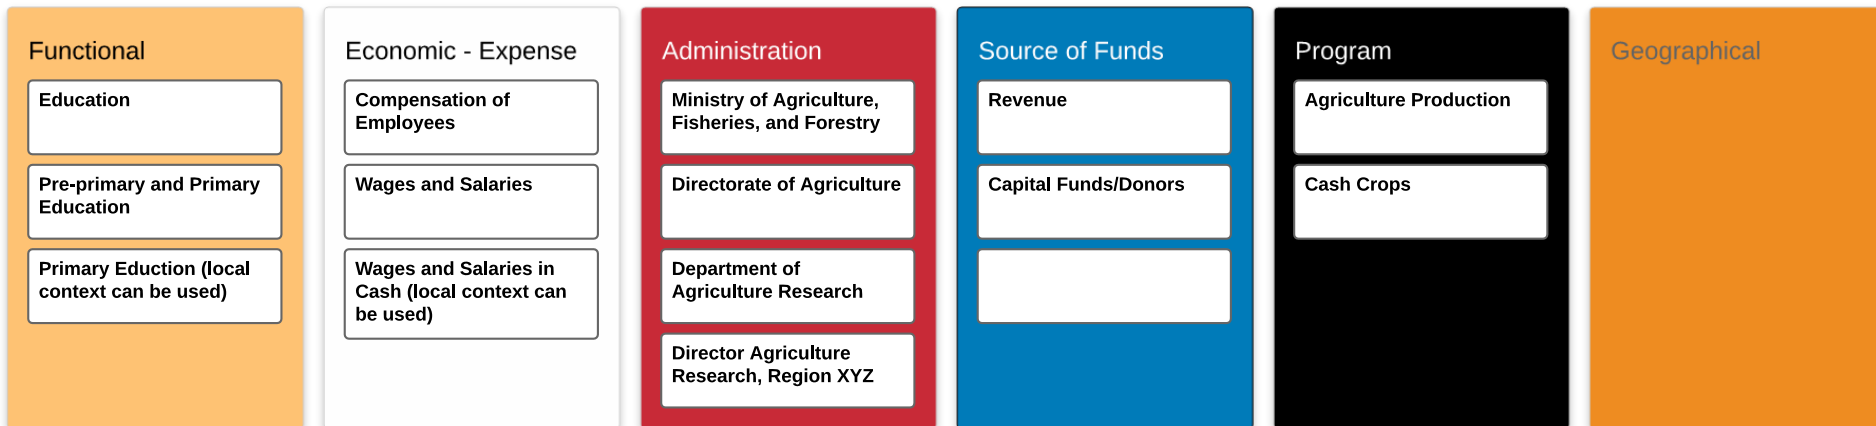 Functional
Education
Pre-primary and Primary
Education
Primary Eduction (local
context can be used)
Economic - Expense
Compensation of
Employees
Wages and Salaries
Wages and Salaries in
Cash (local context can
be used)
Administration
Ministry of Agriculture,
Fisheries, and Forestry
Directorate of Agriculture
Department of
Agriculture Research
Director Agriculture
Research, Region XYZ
Source of Funds
Revenue
Capital Funds/Donors
Program
Agriculture Production
Cash Crops
Geographical